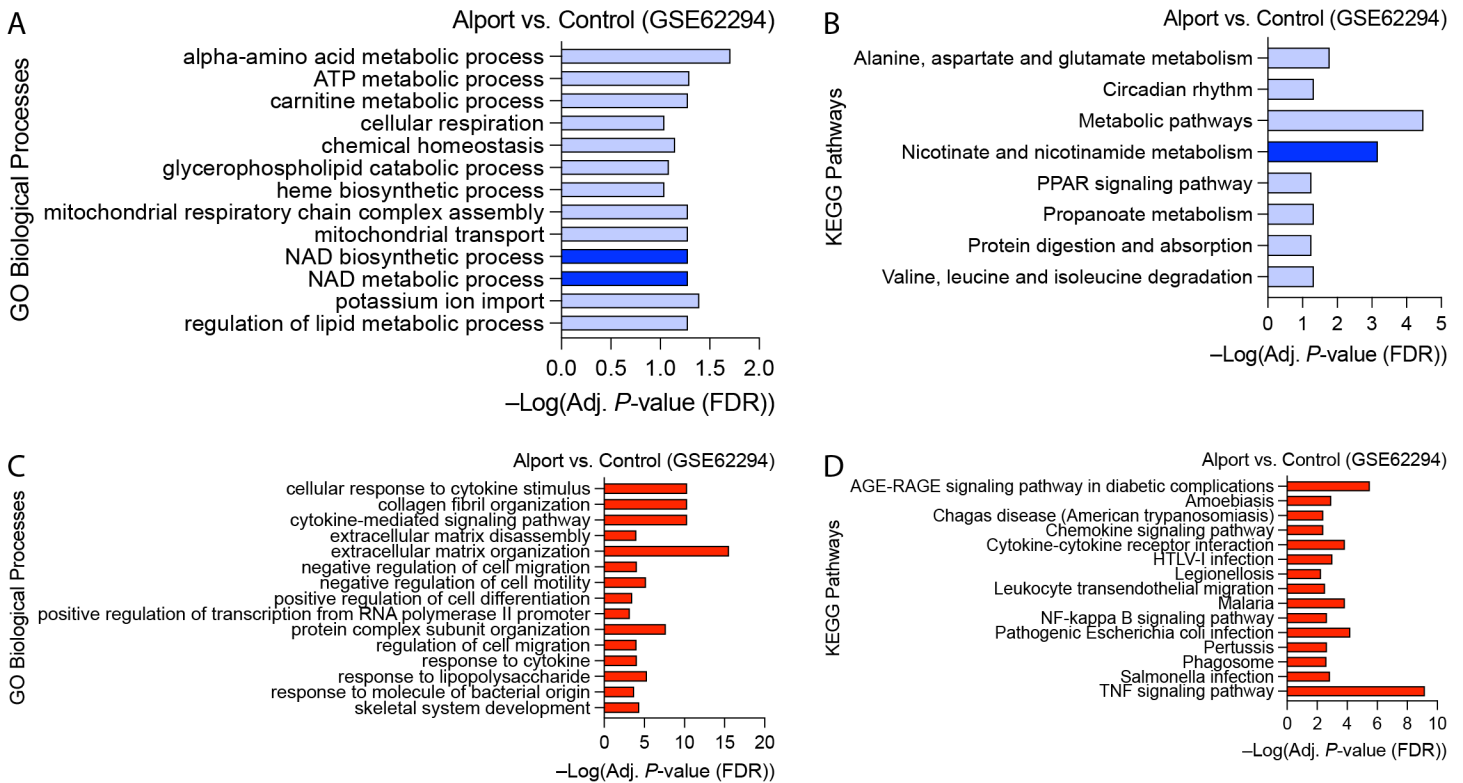 A
Alport vs. Control (GSE62294)
GO Biological Processes
alpha-amino acid metabolic process
ATP metabolic process
carnitine metabolic process
cellular respiration
chemical homeostasis
glycerophospholipid catabolic process
heme biosynthetic process
mitochondrial respiratory chain complex assembly
mitochondrial transport
NAD biosynthetic process
NAD metabolic process
potassium ion import
regulation of lipid metabolic process
0.0 0.5 1.0 1.5 2.0
–Log(Adj. P-value (FDR))
B
Alport vs. Control (GSE62294)
KEGG Pathways
Alanine, aspartate and glutamate metabolism
Circadian rhythm
Metabolic pathways
Nicotinate and nicotinamide metabolism
PPAR signaling pathway
Propanoate metabolism
Protein digestion and absorption
Valine, leucine and isoleucine degradation
0 1 2 3 4 5
–Log(Adj. P-value (FDR))
C
Alport vs. Control (GSE62294)
GO Biological Processes
cellular response to cytokine stimulus
collagen fibril organization
cytokine-mediated signaling pathway
extracellular matrix disassembly
extracellular matrix organization
negative regulation of cell migration
negative regulation of cell motility
positive regulation of cell differentiation
positive regulation of transcription from RNA polymerase II promoter
protein complex subunit organization
regulation of cell migration
response to cytokine
response to lipopolysaccharide
response to molecule of bacterial origin
skeletal system development
0 5 10 15 20
–Log(Adj. P-value (FDR))
D
Alport vs. Control (GSE62294)
KEGG Pathways
AGE-RAGE signaling pathway in diabetic complications
Amoebiasis
Chagas disease (American trypanosomiasis)
Chemokine signaling pathway
Cytokine-cytokine receptor interaction
HTLV-I infection
Legionellosis
Leukocyte transendothelial migration
Malaria
NF-kappa B signaling pathway
Pathogenic Escherichia coli infection
Pertussis
Phagosome
Salmonella infection
TNF signaling pathway
0 2 4 6 8 10
–Log(Adj. P-value (FDR))